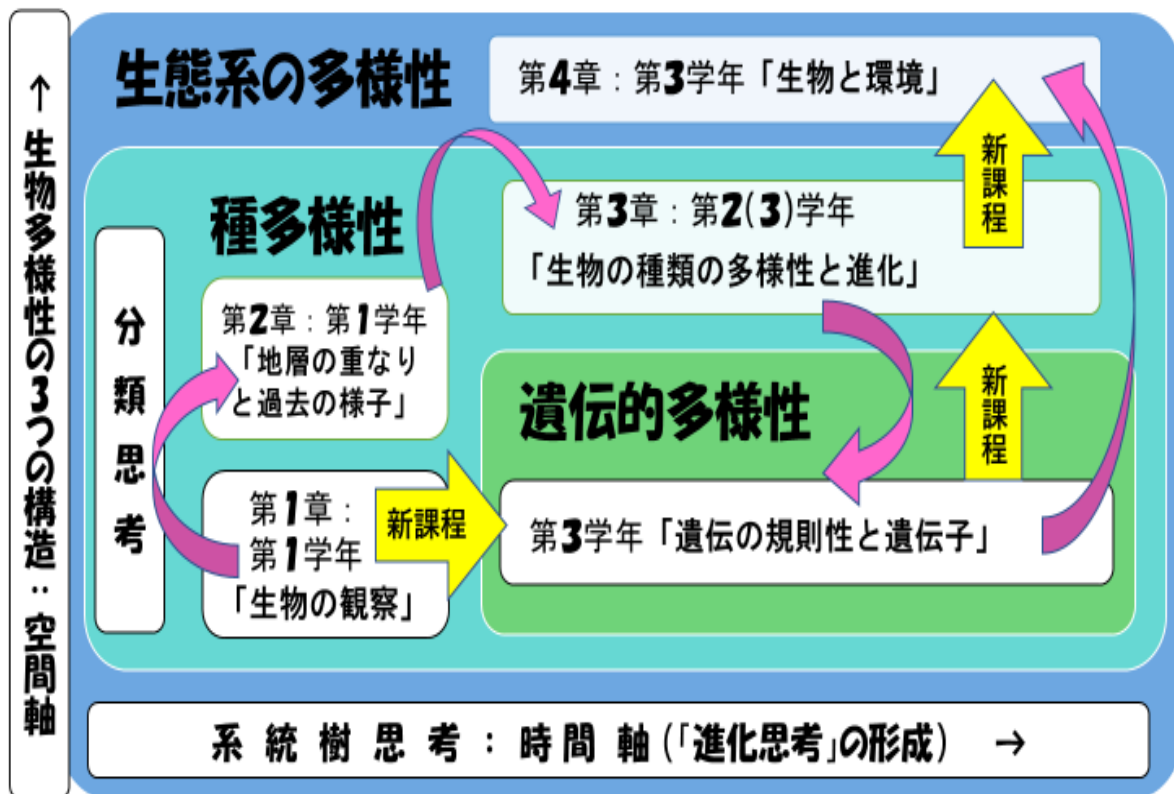 ↑ 生物多様性の3つの構造：空間軸
生態系の多様性
第4章：第3学年「生物と環境」
新課程
種多様性
第3章：第2(3)学年
「生物の種類の多様性と進化」
分類思考
第2章：第1学年
「地層の重なり
と過去の様子」
新課程
遺伝的多様性
第1章：
第1学年
「生物の観察」
新課程
第3学年「遺伝の規則性と遺伝子」
系統樹思考：時間軸(「進化思考」の形成) →